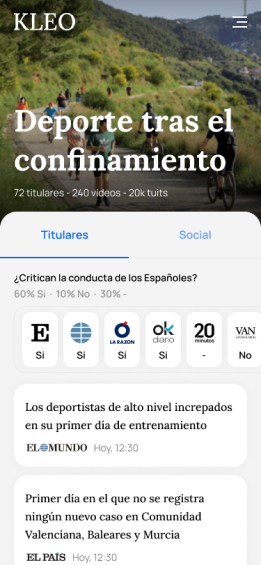 KLEO
Deporte tras el
confinamiento
72 titulares - 240 videos - 20k tuits
Titulares
Social
¿Critican la conducta de los Españoles?
60% Si · 10% No · 30% -
E
LA RAZÓN
ok
diario
20
minutos
VAN
Si
Si
Si
Si
-
No
Los deportistas de alto nivel increpados
en su primer día de entrenamiento
EL MUNDO Hoy, 12:30
Primer día en el que no se registra
ningún nuevo caso en Comunidad
Valenciana, Baleares y Murcia
EL PAÍS Hoy, 12:30